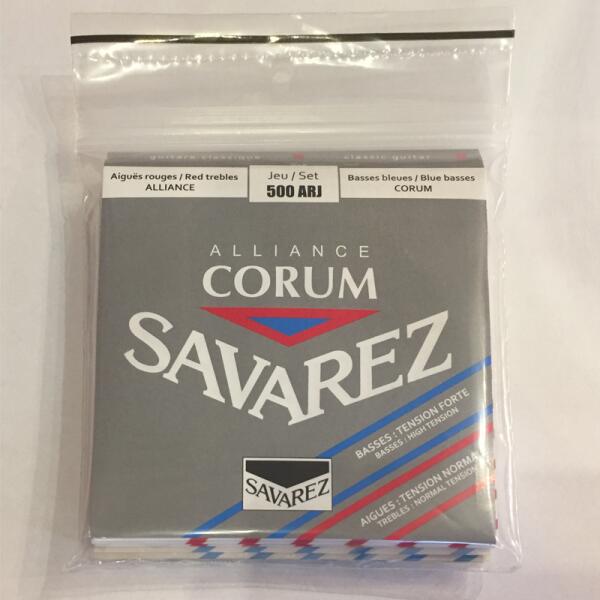 guitare classique classic guitar
Aiguës rouges / Red trebles
ALLIANCE
Jeu / Set
500 ARJ
Basses bleues / Blue basses
CORUM
ALLIANCE
CORUM
SAVAREZ
BASSES : TENSION FORTE
BASSES : HIGH TENSION
AIGUES : TENSION NORMA
TREBLES : NORMAL TENSION
SAVAREZ